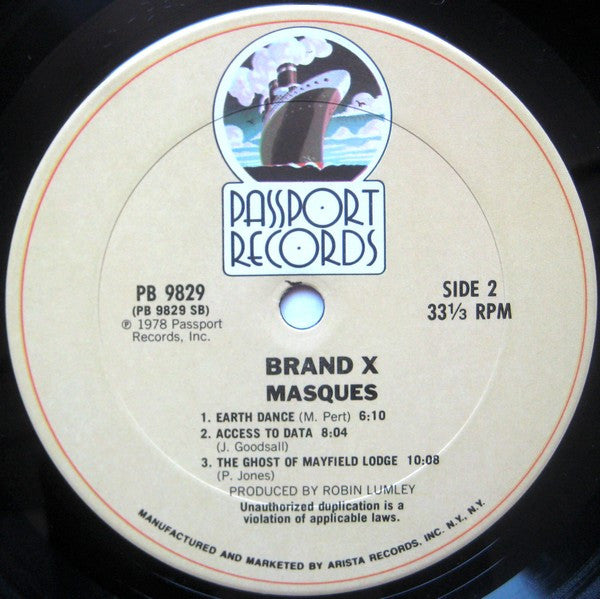 PASSPORT
RECORDS
PB 9829
(PB 9829 SB)
℗ 1978 Passport
Records, Inc.
SIDE 2
33⅓ RPM
BRAND X
MASQUES
1. EARTH DANCE (M. Pert) 6:10
2. ACCESS TO DATA 8:04
(J. Goodsall)
3. THE GHOST OF MAYFIELD LODGE 10:08
(P. Jones)
PRODUCED BY ROBIN LUMLEY
Unauthorized duplication is a
violation of applicable laws.
MANUFACTURED AND MARKETED BY ARISTA RECORDS, INC. N.Y., N.Y.